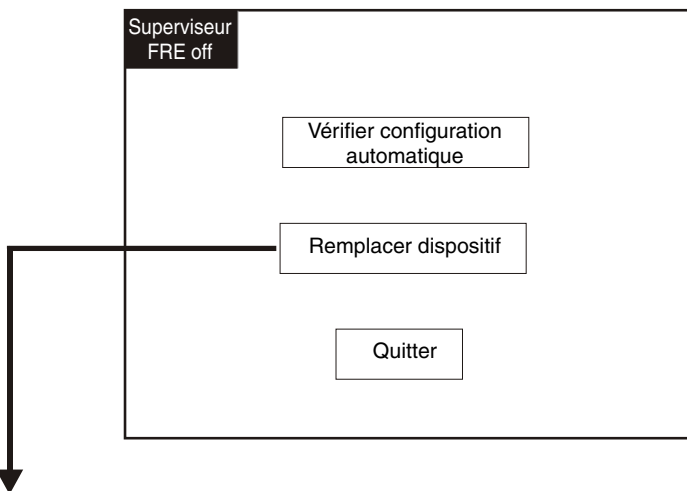 Superviseur
FRE off
Vérifier configuration
automatique
Remplacer dispositif
Quitter